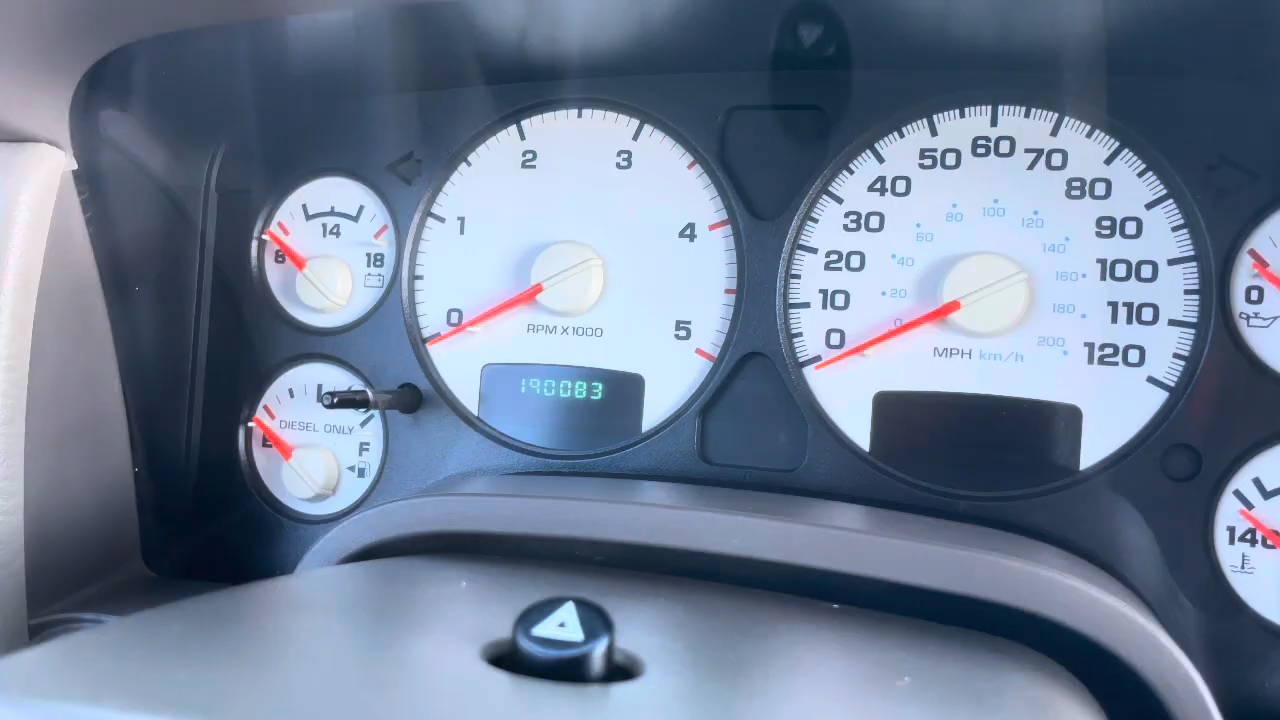 14
8 18
0 1 2 3 4 5
RPM X1000
190083
DIESEL ONLY
E F
0 10 20 30 40 50 60 70 80 90 100 110 120
0 20 40 60 80 100 120 140 160 180 200
MPH km/h
0
140